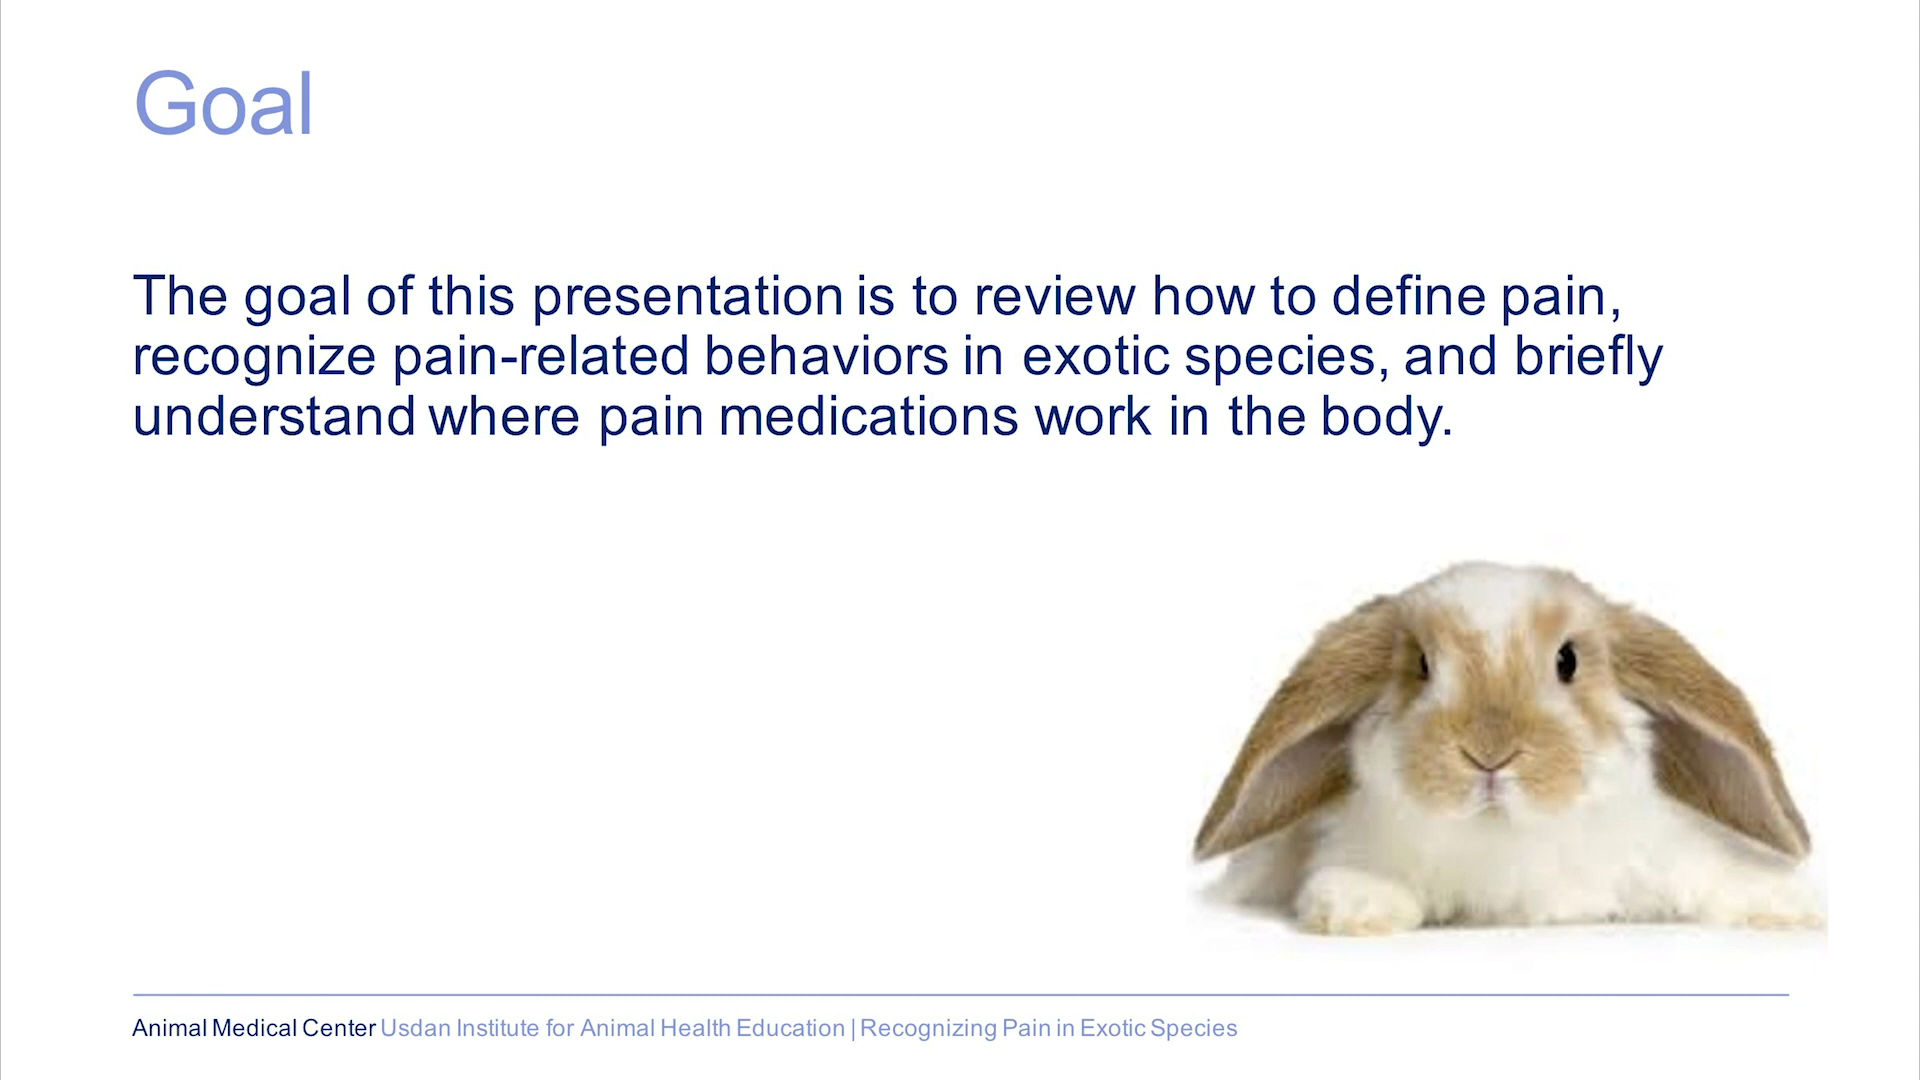 Goal
The goal of this presentation is to review how to define pain,
recognize pain-related behaviors in exotic species, and briefly
understand where pain medications work in the body.
Animal Medical Center Usdan Institute for Animal Health Education | Recognizing Pain in Exotic Species